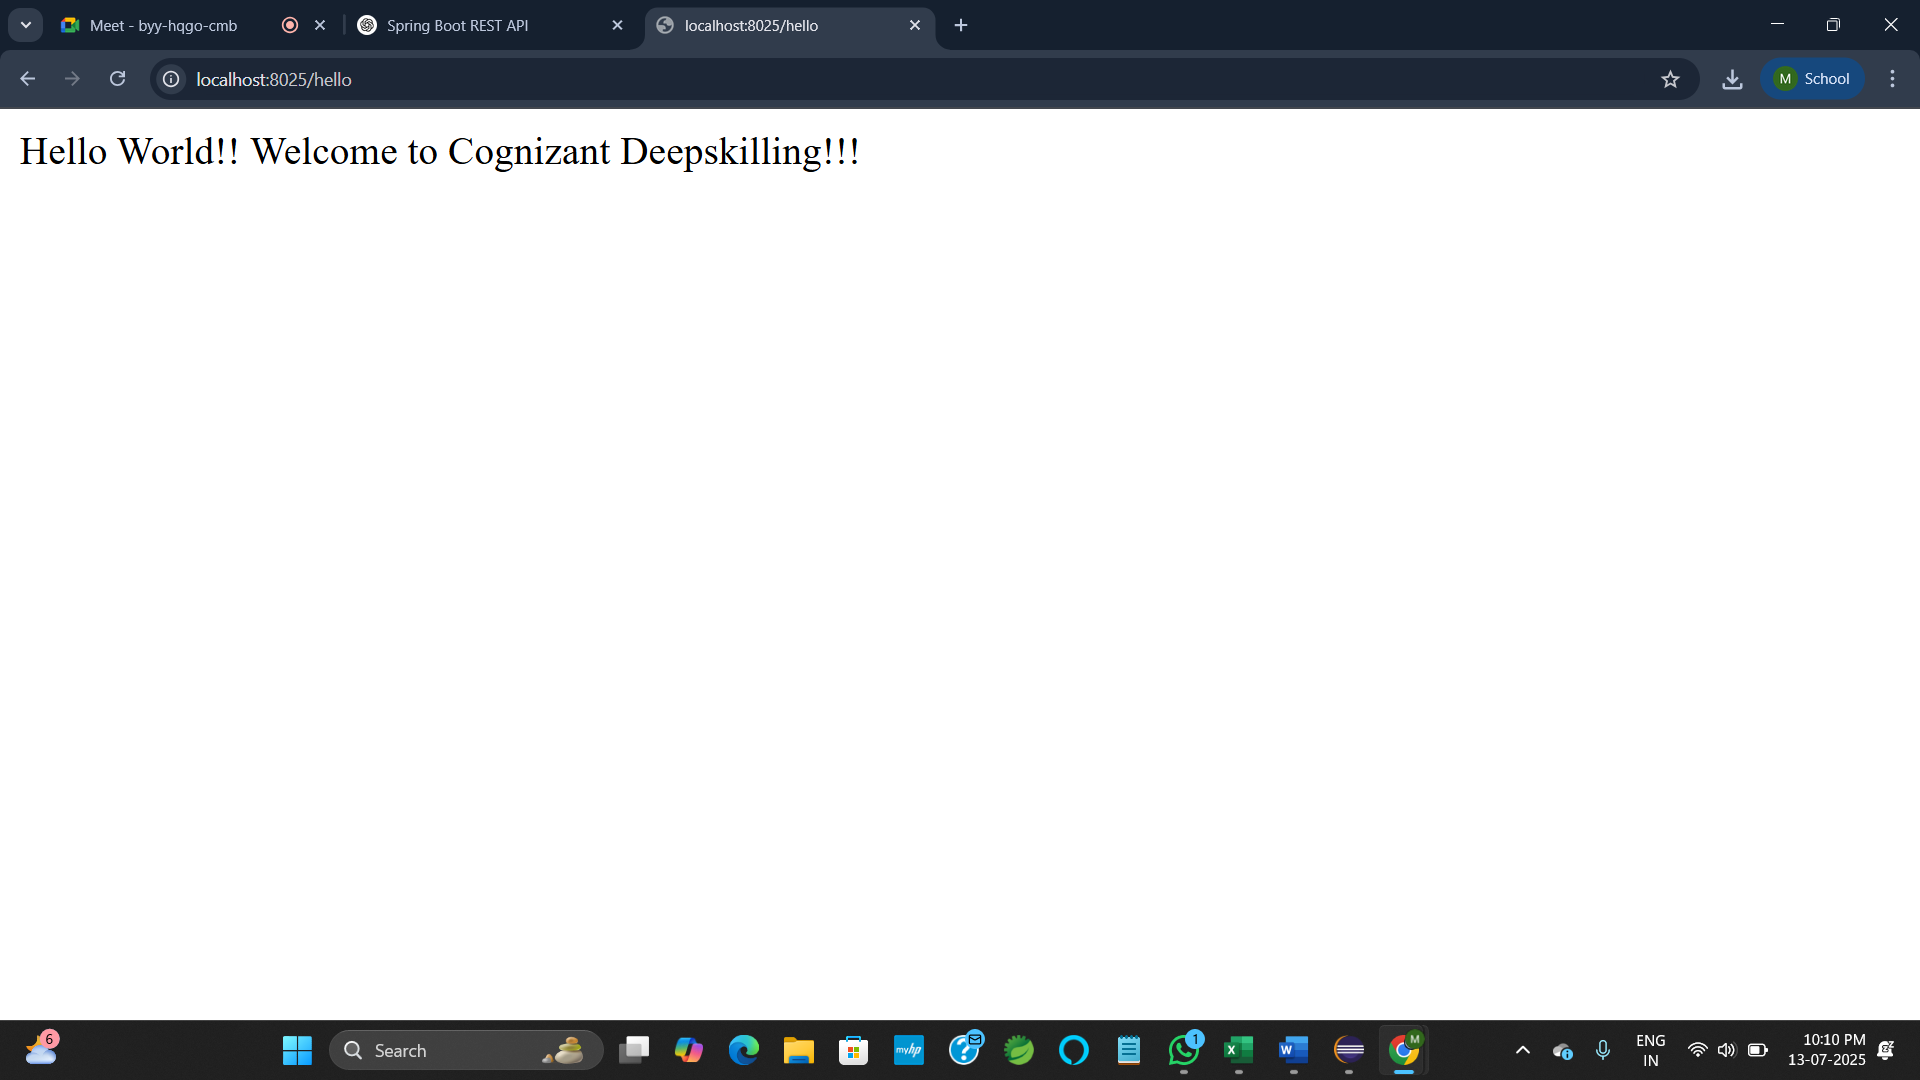 Meet - byy-hqgo-cmb
Spring Boot REST API
localhost:8025/hello
localhost:8025/hello
M School
Hello World!! Welcome to Cognizant Deepskilling!!!
6
Search
myhp
1
X
W
M
ENG
IN
10:10 PM
13-07-2025